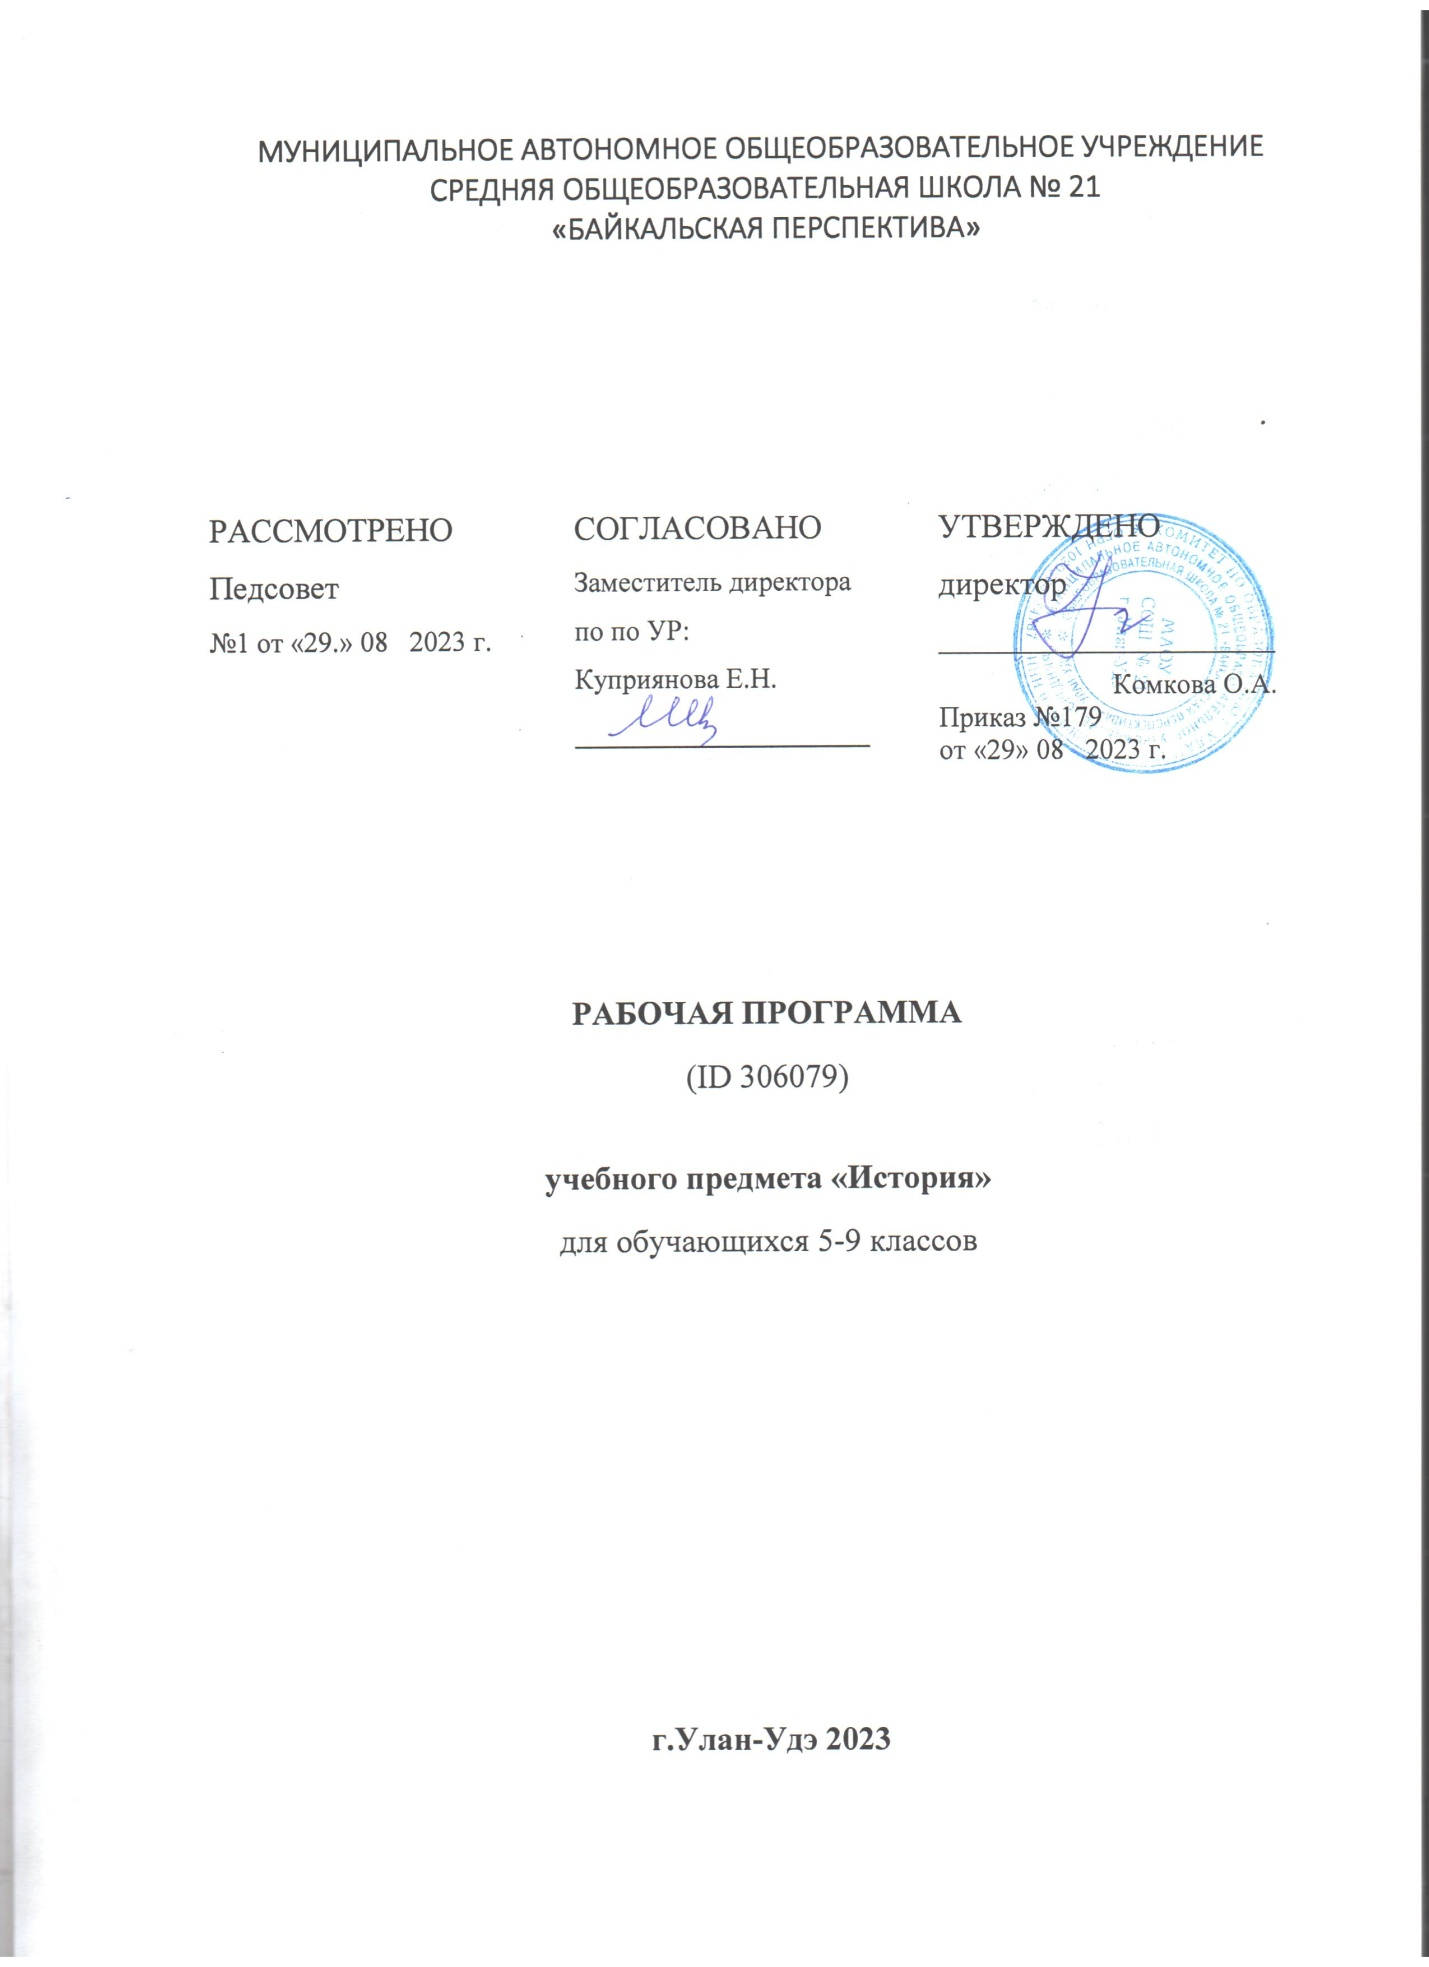 МУНИЦИПАЛЬНОЕ АВТОНОМНОЕ ОБЩЕОБРАЗОВАТЕЛЬНОЕ УЧРЕЖДЕНИЕ
СРЕДНЯЯ ОБЩЕОБРАЗОВАТЕЛЬНАЯ ШКОЛА № 21
«БАЙКАЛЬСКАЯ ПЕРСПЕКТИВА»
РАССМОТРЕНО
Педсовет
№1 от «29.» 08 2023 г.
СОГЛАСОВАНО
Заместитель директора
по по УР:
Куприянова Е.Н.
УТВЕРЖДЕНО
директор
Комкова О.А.
Приказ №179
от «29» 08 2023 г.
РАБОЧАЯ ПРОГРАММА
(ID 306079)
учебного предмета «История»
для обучающихся 5-9 классов
г.Улан-Удэ 2023